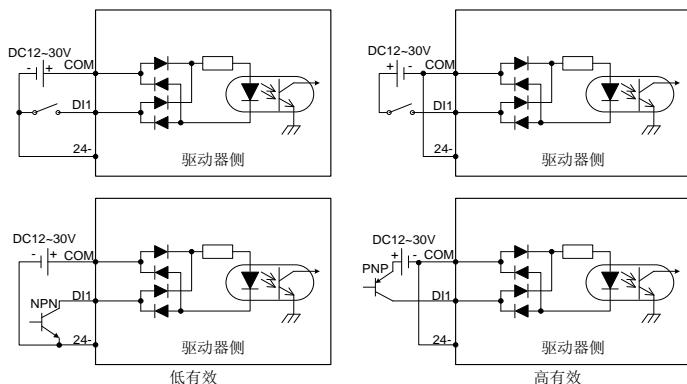 DC12~30V
- +
COM
DI1
24-
驱动器侧
DC12~30V
+ -
COM
DI1
24-
驱动器侧
DC12~30V
- +
COM
NPN
DI1
24-
驱动器侧
低有效
DC12~30V
+ -
COM
PNP
DI1
24-
驱动器侧
高有效